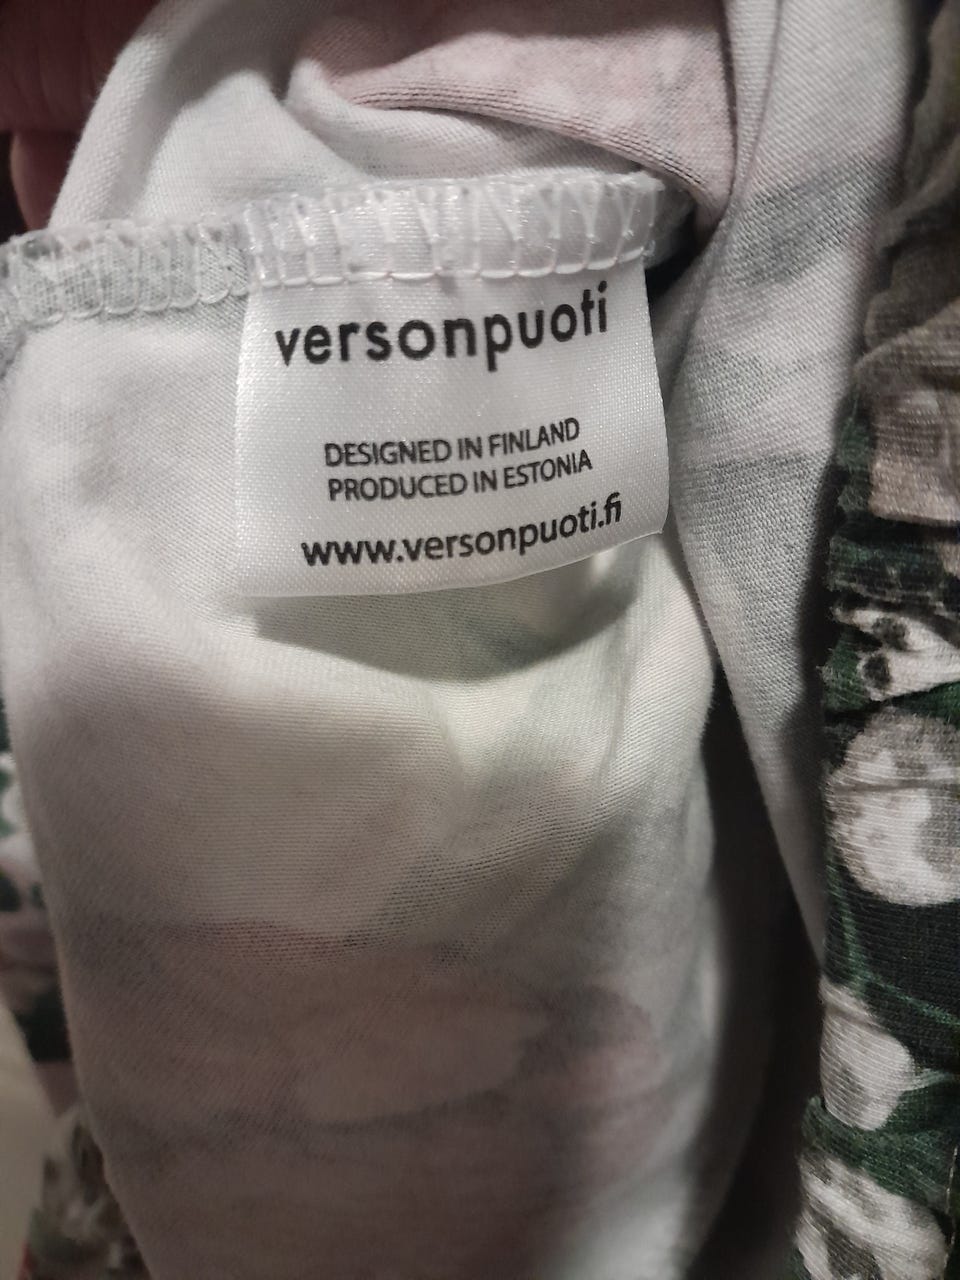 versonpuoti
DESIGNED IN FINLAND
PRODUCED IN ESTONIA
www.versonpuoti.fi